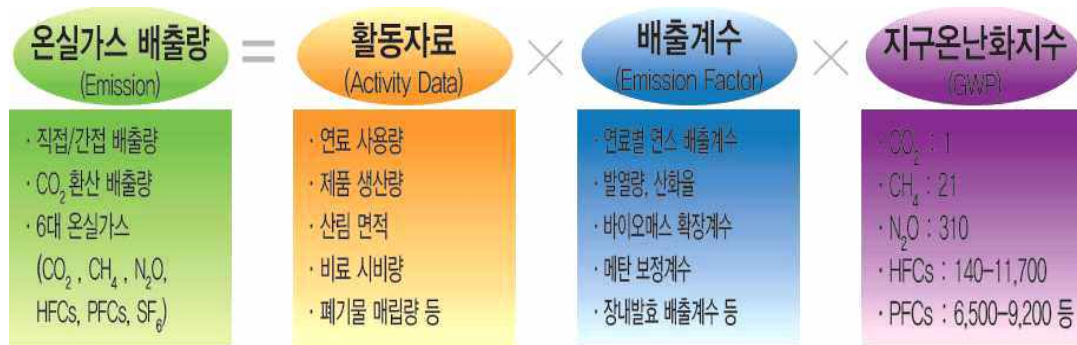 온실가스 배출량
(Emission)
=
활동자료
(Activity Data)
×
배출계수
(Emission Factor)
×
지구온난화지수
(GWP)
· 직접/간접 배출량
· CO₂ 환산 배출량
· 6대 온실가스
(CO₂ , CH₄ , N₂O,
HFCs, PFCs, SF₆)
· 연료 사용량
· 제품 생산량
· 산림 면적
· 비료 시비량
· 폐기물 매립량 등
· 연료별 연스 배출계수
· 발열량, 산화율
· 바이오매스 확장계수
· 메탄 보정계수
· 장내발효 배출계수 등
· CO₂ : 1
· CH₄ : 21
· N₂O : 310
· HFCs : 140-11,700
· PFCs : 6,500-9,200 등